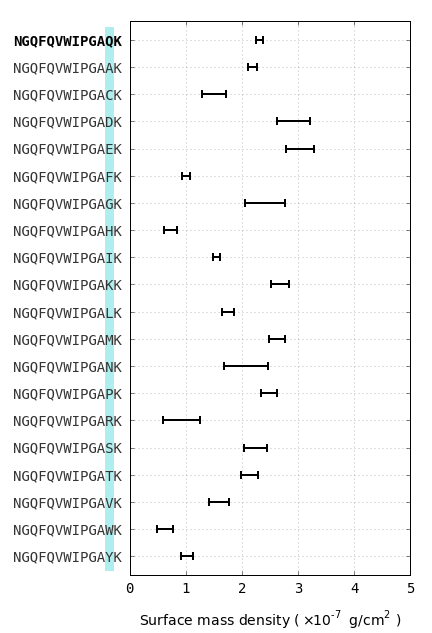 NGQFQVWIPGAQK
NGQFQVWIPGAAK
NGQFQVWIPGACK
NGQFQVWIPGADK
NGQFQVWIPGAEK
NGQFQVWIPGAFK
NGQFQVWIPGAGK
NGQFQVWIPGAHK
NGQFQVWIPGAIK
NGQFQVWIPGAKK
NGQFQVWIPGALK
NGQFQVWIPGAMK
NGQFQVWIPGANK
NGQFQVWIPGAPK
NGQFQVWIPGARK
NGQFQVWIPGASK
NGQFQVWIPGATK
NGQFQVWIPGAVK
NGQFQVWIPGAWK
NGQFQVWIPGAYK
0 1 2 3 4 5
Surface mass density ( ×10⁻⁷ g/cm² )